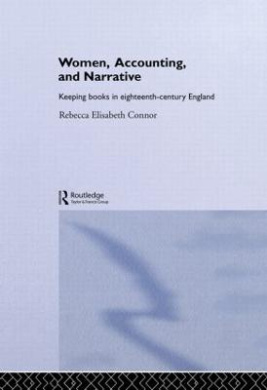 Women, Accounting,
and Narrative
Keeping books in eighteenth-century England
Rebecca Elisabeth Connor
Routledge
Taylor & Francis Group